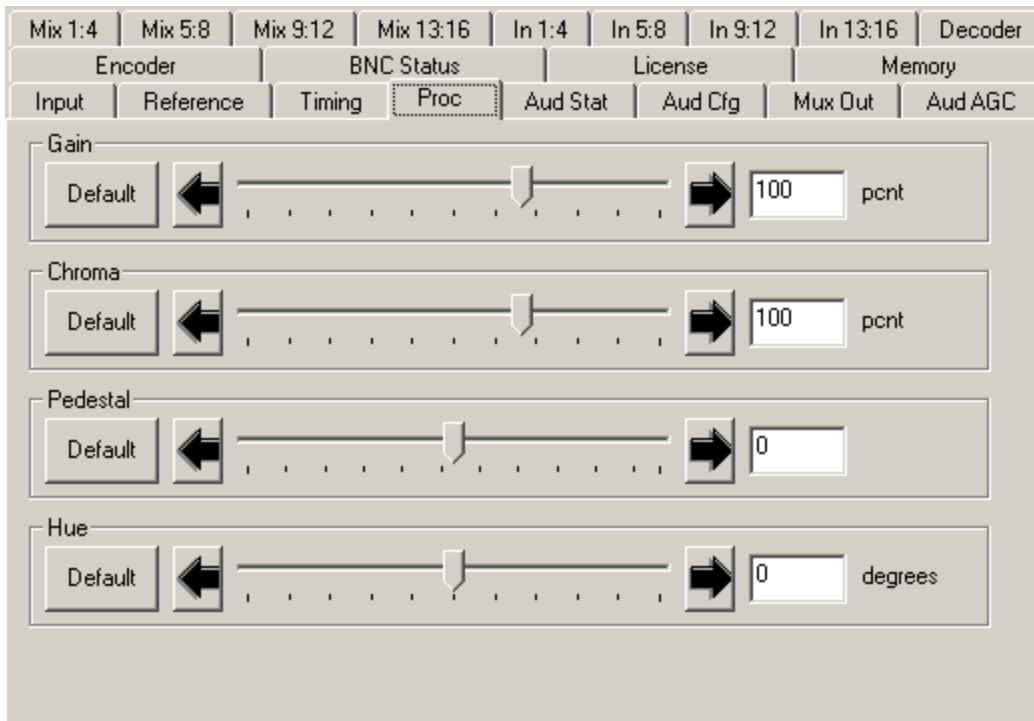 Mix 1:4 Mix 5:8 Mix 9:12 Mix 13:16 In 1:4 In 5:8 In 9:12 In 13:16 Decoder
Encoder BNC Status License Memory
Input Reference Timing Proc Aud Stat Aud Cfg Mux Out Aud AGC
Gain
Default 100 pcnt
Chroma
Default 100 pcnt
Pedestal
Default 0
Hue
Default 0 degrees